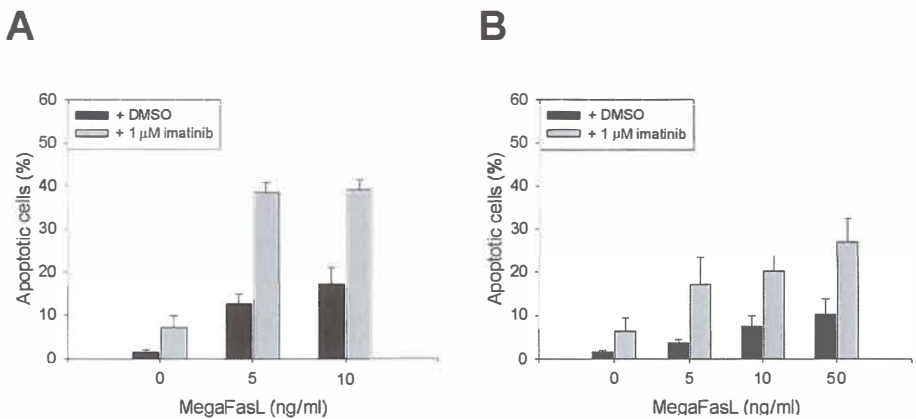 A
60
50
40
30
20
10
0
Apoptotic cells (%)
+ DMSO
+ 1 µM imatinib
0 5 10
MegaFasL (ng/ml)
B
60
50
40
30
20
10
0
Apoptotic cells (%)
+ DMSO
+ 1 µM imatinib
0 5 10 50
MegaFasL (ng/ml)